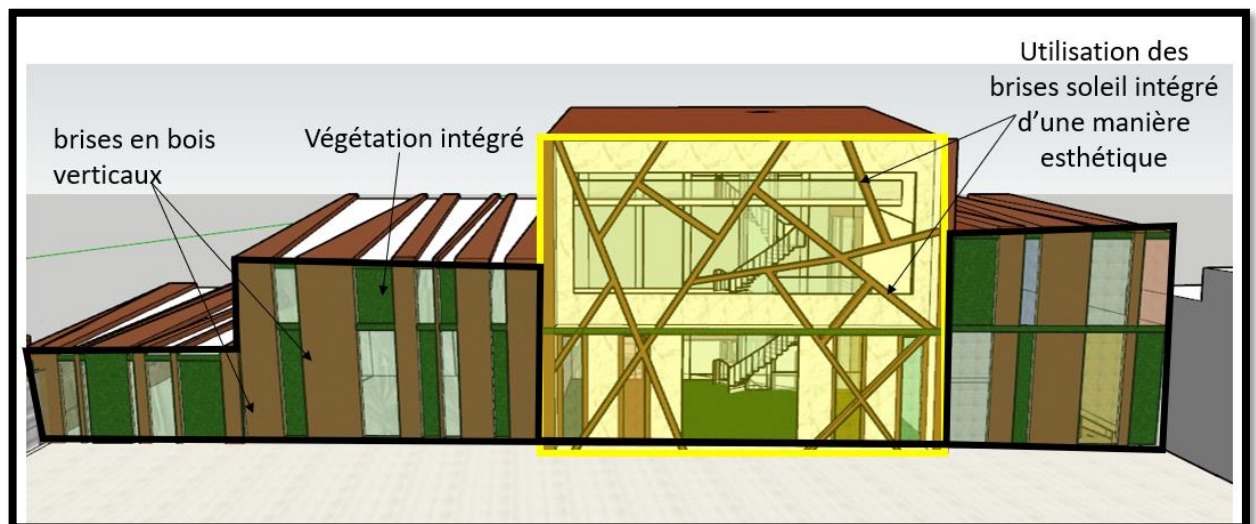 brises en bois
verticaux
Végétation intégré
Utilisation des
brises soleil intégré
d'une manière
esthétique